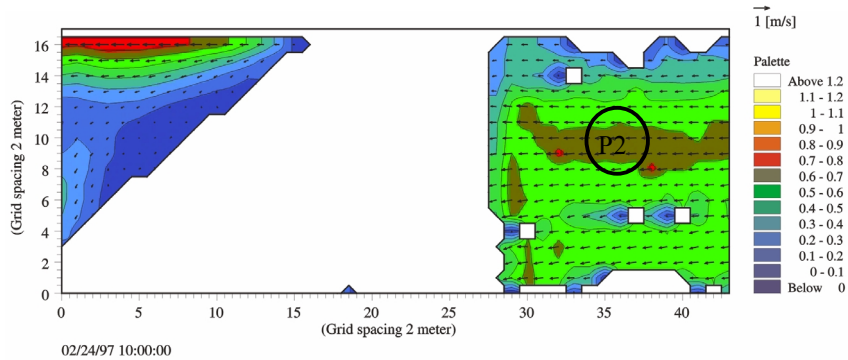 1 [m/s]
Palette
Above 1.2
1.1 - 1.2
1 - 1.1
0.9 - 1
0.8 - 0.9
0.7 - 0.8
0.6 - 0.7
0.5 - 0.6
0.4 - 0.5
0.3 - 0.4
0.2 - 0.3
0.1 - 0.2
0 - 0.1
Below 0
(Grid spacing 2 meter)
16
14
12
10
8
6
4
2
0
P2
0 5 10 15 20 25 30 35 40
(Grid spacing 2 meter)
02/24/97 10:00:00